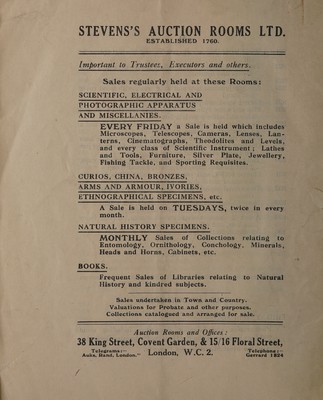 STEVENS'S AUCTION ROOMS LTD.
ESTABLISHED 1760.
Important to Trustees, Executors and others.
Sales regularly held at these Rooms:
SCIENTIFIC, ELECTRICAL AND
PHOTOGRAPHIC APPARATUS
AND MISCELLANIES.
EVERY FRIDAY a Sale is held which includes
Microscopes, Telescopes, Cameras, Lenses, Lan-
terns, Cinematographs, Theodolites and Levels,
and every class of Scientific Instrument; Lathes
and Tools, Furniture, Silver Plate, Jewellery,
Fishing Tackle, and Sporting Requisites.
CURIOS, CHINA, BRONZES,
ARMS AND ARMOUR, IVORIES,
ETHNOGRAPHICAL SPECIMENS, etc.
A Sale is held on TUESDAYS, twice in every
month.
NATURAL HISTORY SPECIMENS.
MONTHLY Sales of Collections relating to
Entomology, Ornithology, Conchology, Minerals,
Heads and Horns, Cabinets, etc.
BOOKS.
Frequent Sales of Libraries relating to Natural
History and kindred subjects.
Sales undertaken in Town and Country.
Valuations for Probate and other purposes.
Collections catalogued and arranged for sale.
Auction Rooms and Offices:
38 King Street, Covent Garden, & 15/16 Floral Street,
Telegrams:—
Auks, Rand, London."
London, W.C. 2.
Telephone:—
Gerrard 1824